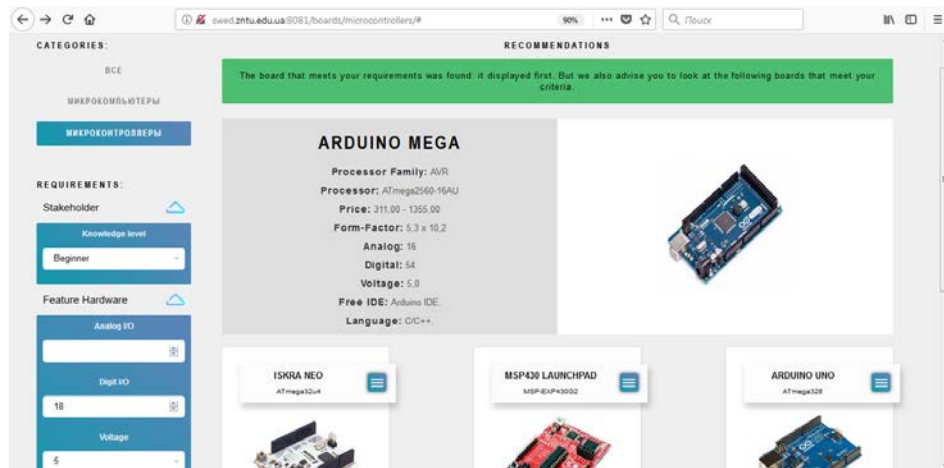 swed.zntu.edu.ua:8081/boards/microcontrollers/#
90%
Поиск
CATEGORIES:
ВСЕ
МИКРОКОМПЬЮТЕРЫ
МИКРОКОНТРОЛЛЕРЫ
REQUIREMENTS:
Stakeholder
Knowledge level
Beginner
Feature Hardware
Analog I/O
Digit I/O
18
Voltage
5
RECOMMENDATIONS
The board that meets your requirements was found: it displayed first. But we also advise you to look at the following boards that meet your
criteria.
ARDUINO MEGA
Processor Family: AVR
Processor: ATmega2560-16AU
Price: 311,00 - 1355,00
Form-Factor: 5,3 x 10,2
Analog: 16
Digital: 54
Voltage: 5,0
Free IDE: Arduino IDE.
Language: C/C++.
ISKRA NEO
ATmega32u4
MSP430 LAUNCHPAD
MSP-EXP430G2
ARDUINO UNO
ATmega328